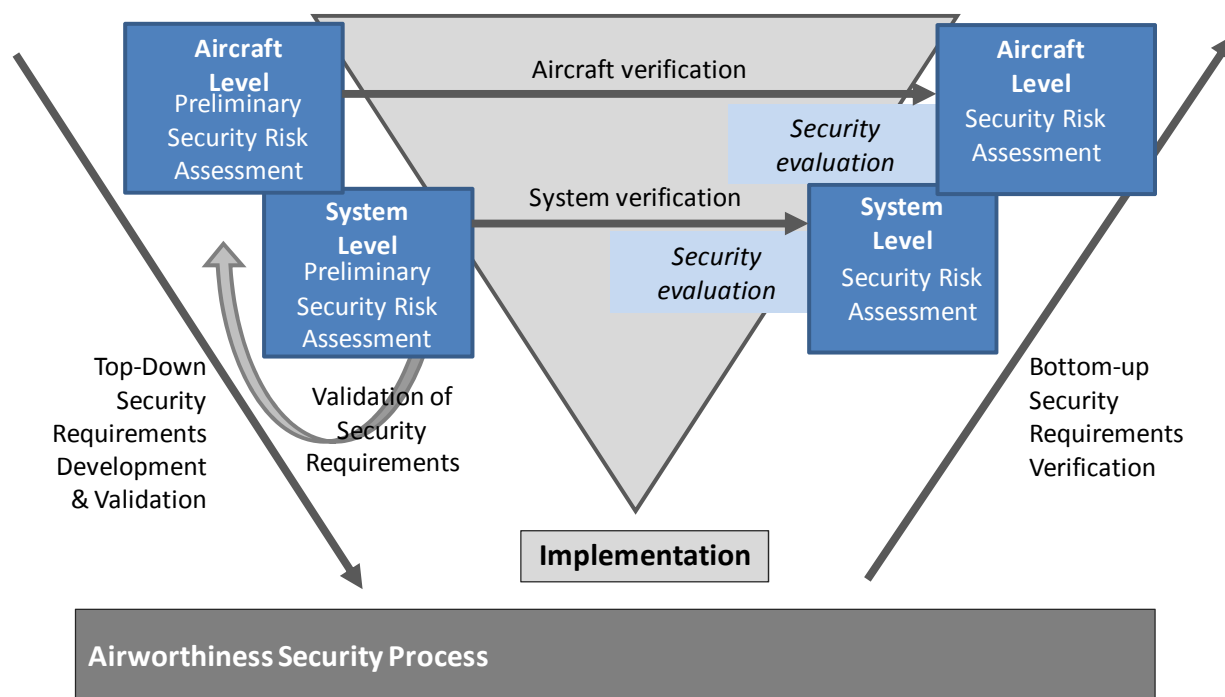 Aircraft
Level
Preliminary
Security Risk
Assessment
Aircraft verification
Security
evaluation
Aircraft
Level
Security Risk
Assessment
System
Level
Preliminary
Security Risk
Assessment
System verification
Security
evaluation
System
Level
Security Risk
Assessment
Top-Down
Security
Requirements
Development
& Validation
Validation of
Security
Requirements
Bottom-up
Security
Requirements
Verification
Implementation
Airworthiness Security Process